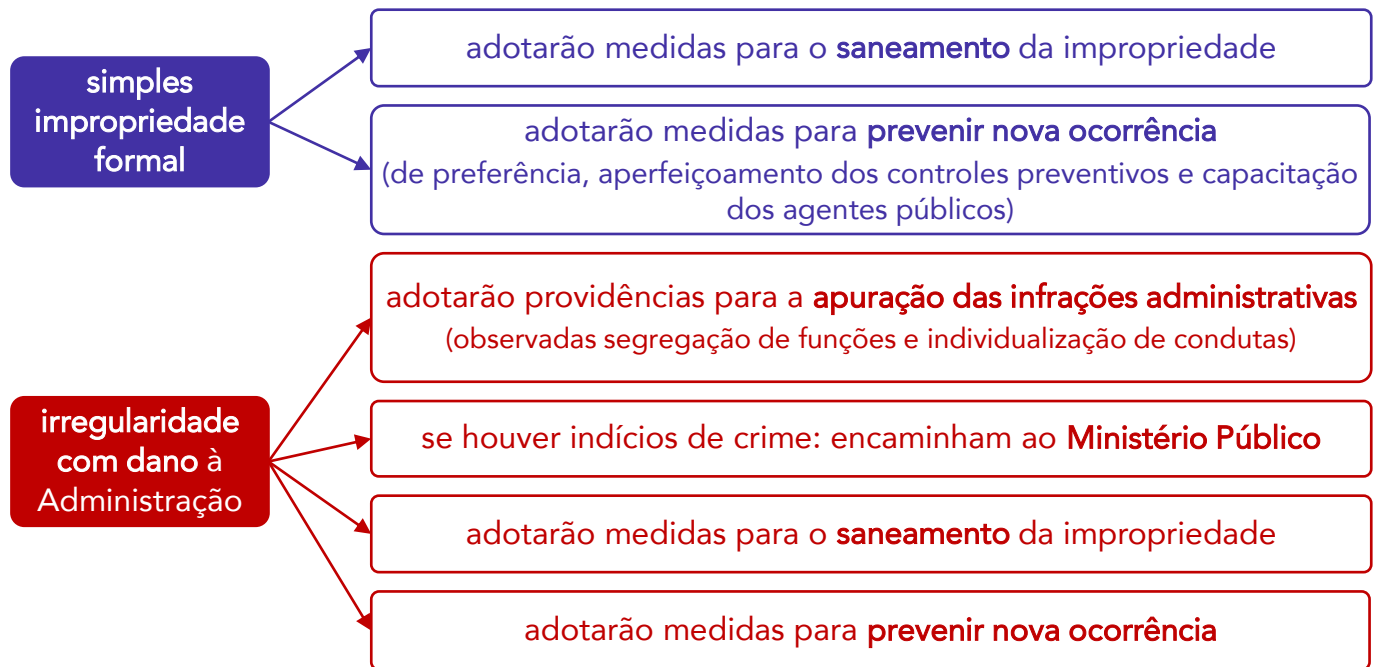 simples
impropriedade
formal
adotarão medidas para o saneamento da impropriedade
adotarão medidas para prevenir nova ocorrência
(de preferência, aperfeiçoamento dos controles preventivos e capacitação
dos agentes públicos)
irregularidade
com dano à
Administração
adotarão providências para a apuração das infrações administrativas
(observadas segregação de funções e individualização de condutas)
se houver indícios de crime: encaminham ao Ministério Público
adotarão medidas para o saneamento da impropriedade
adotarão medidas para prevenir nova ocorrência